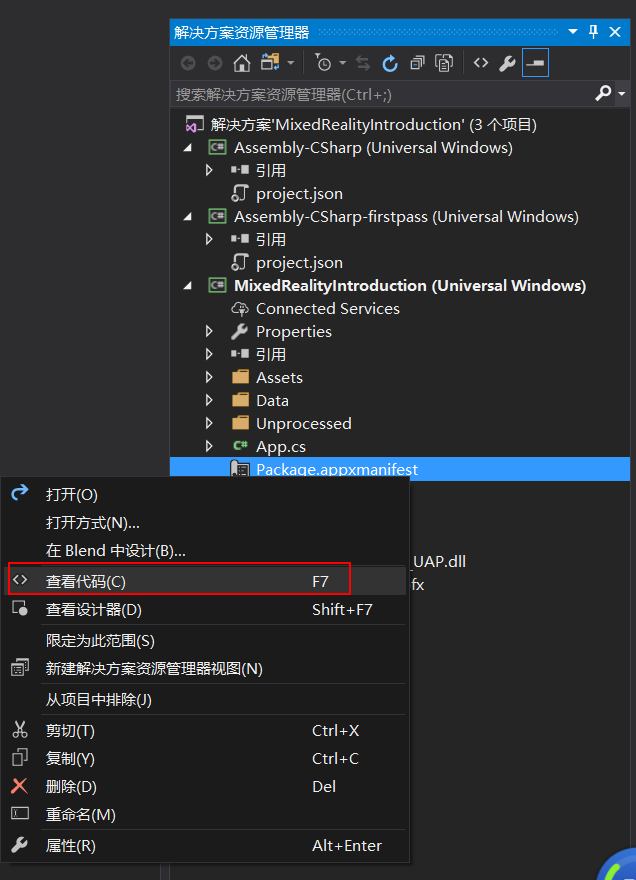 解决方案资源管理器
搜索解决方案资源管理器(Ctrl+;)
解决方案'MixedRealityIntroduction' (3 个项目)
C# Assembly-CSharp (Universal Windows)
引用
project.json
C# Assembly-CSharp-firstpass (Universal Windows)
引用
project.json
C# MixedRealityIntroduction (Universal Windows)
Connected Services
Properties
引用
Assets
Data
Unprocessed
C# App.cs
Package.appxmanifest
_UAP.dll
fx
打开(O)
打开方式(N)...
在 Blend 中设计(B)...
查看代码(C) F7
查看设计器(D) Shift+F7
限定为此范围(S)
新建解决方案资源管理器视图(N)
从项目中排除(J)
剪切(T) Ctrl+X
复制(Y) Ctrl+C
删除(D) Del
重命名(M)
属性(R) Alt+Enter